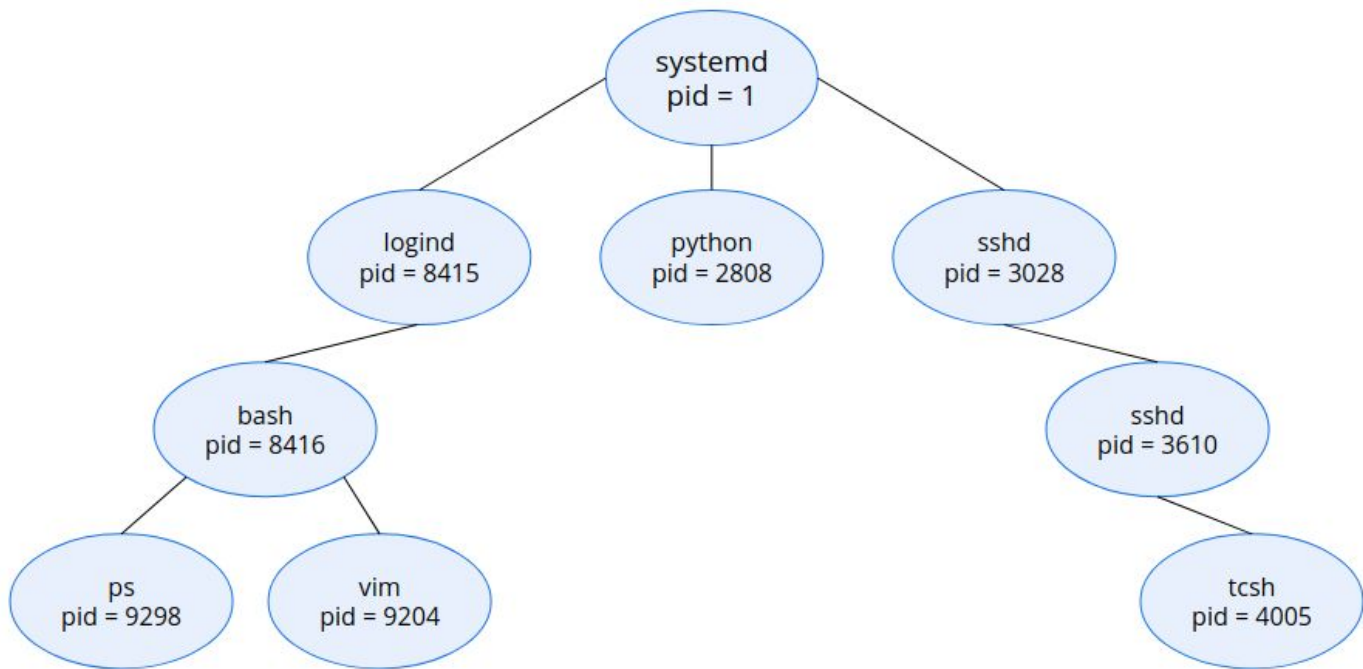 systemd
pid = 1
logind
pid = 8415
python
pid = 2808
sshd
pid = 3028
bash
pid = 8416
sshd
pid = 3610
ps
pid = 9298
vim
pid = 9204
tcsh
pid = 4005